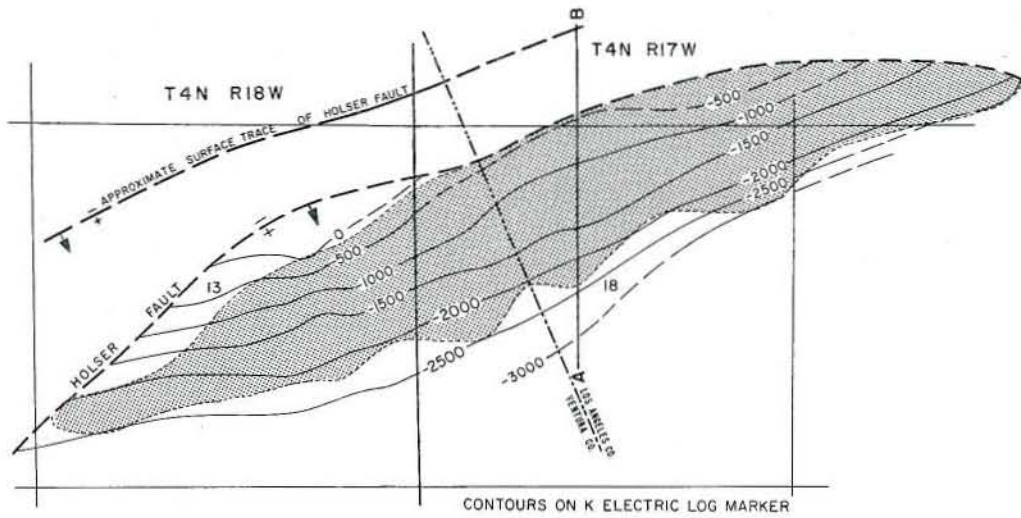 B
T4N R17W
T4N R18W
APPROXIMATE SURFACE TRACE OF HOLSER FAULT
- +
- +
HOLSER FAULT
-500
-1000
-1500
-2000
-2500
0
500
-1000
-1500
-2000
-2500
-3000
13
18
A
LOS ANGELES CO.
VENTURA CO.
CONTOURS ON K ELECTRIC LOG MARKER